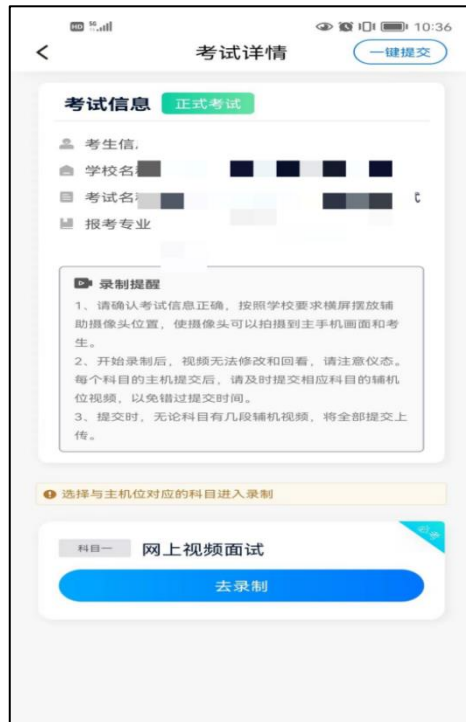 HD 5G 10:36
考试详情 一键提交
考试信息 正式考试
考生信
学校名
考试名
报考专业
录制提醒
1、请确认考试信息正确，按照学校要求横屏摆放辅
助摄像头位置，使摄像头可以拍摄到主手机画面和考
生。
2、开始录制后，视频无法修改和回看，请注意仪态。
每个科目的主机提交后，请及时提交相应科目的辅机
位视频，以免错过提交时间。
3、提交时，无论科目有几段辅机视频，将全部提交上
传。
选择与主机位对应的科目进入录制
必考
科目一 网上视频面试
去录制